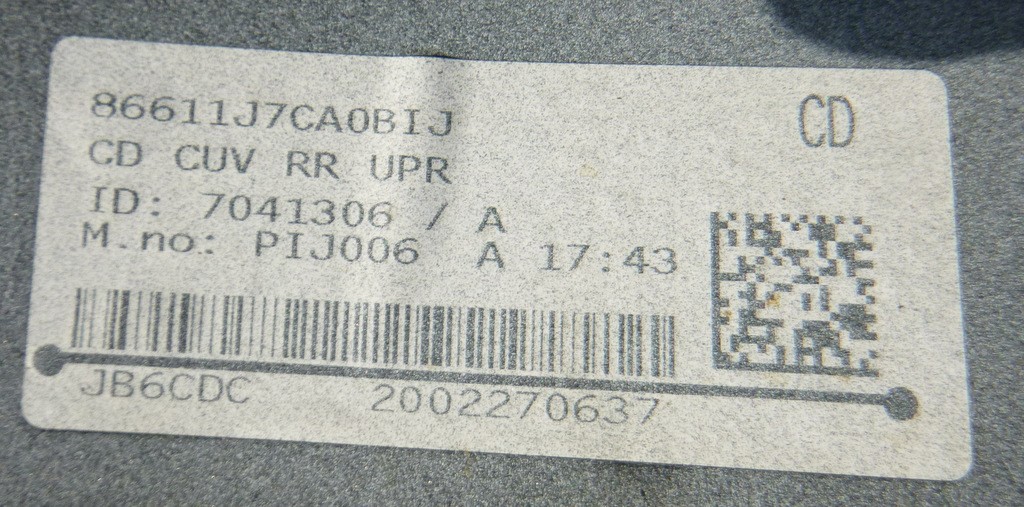 86611J7CA0BIJ
CD
CD CUV RR UPR
ID: 7041306 / A
M.no: PIJ006 A 17:43
JB6CDC 2002270637